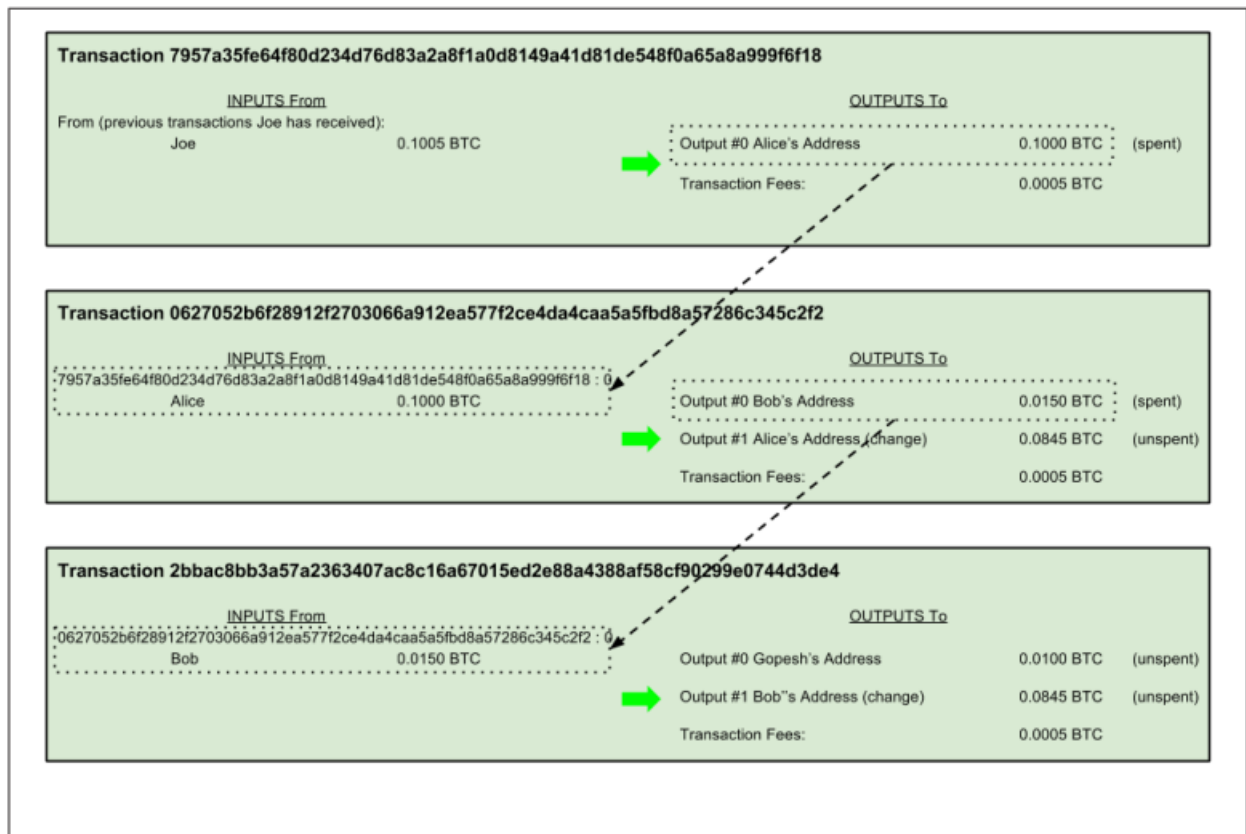 Transaction 7957a35fe64f80d234d76d83a2a8f1a0d8149a41d81de548f0a65a8a999f6f18
INPUTS From
OUTPUTS To
From (previous transactions Joe has received):
Joe 0.1005 BTC
Output #0 Alice's Address 0.1000 BTC (spent)
Transaction Fees: 0.0005 BTC
Transaction 0627052b6f28912f2703066a912ea577f2ce4da4caa5a5fbd8a57286c345c2f2
INPUTS From
OUTPUTS To
7957a35fe64f80d234d76d83a2a8f1a0d8149a41d81de548f0a65a8a999f6f18 : 0
Alice 0.1000 BTC
Output #0 Bob's Address 0.0150 BTC (spent)
Output #1 Alice's Address (change) 0.0845 BTC (unspent)
Transaction Fees: 0.0005 BTC
Transaction 2bbac8bb3a57a2363407ac8c16a67015ed2e88a4388af58cf90299e0744d3de4
INPUTS From
OUTPUTS To
0627052b6f28912f2703066a912ea577f2ce4da4caa5a5fbd8a57286c345c2f2 : 0
Bob 0.0150 BTC
Output #0 Gopesh's Address 0.0100 BTC (unspent)
Output #1 Bob"s Address (change) 0.0845 BTC (unspent)
Transaction Fees: 0.0005 BTC